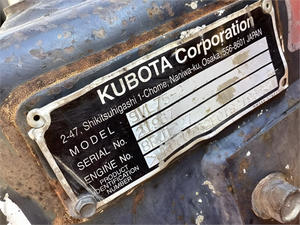 KUBOTA Corporation
2-47, Shikitsuhigashi 1-Chome, Naniwa-ku, Osaka, 556-8601 JAPAN
MODEL
SERIAL No.
ENGINE No.
PRODUCT
IDENTIFICATION
NUMBER